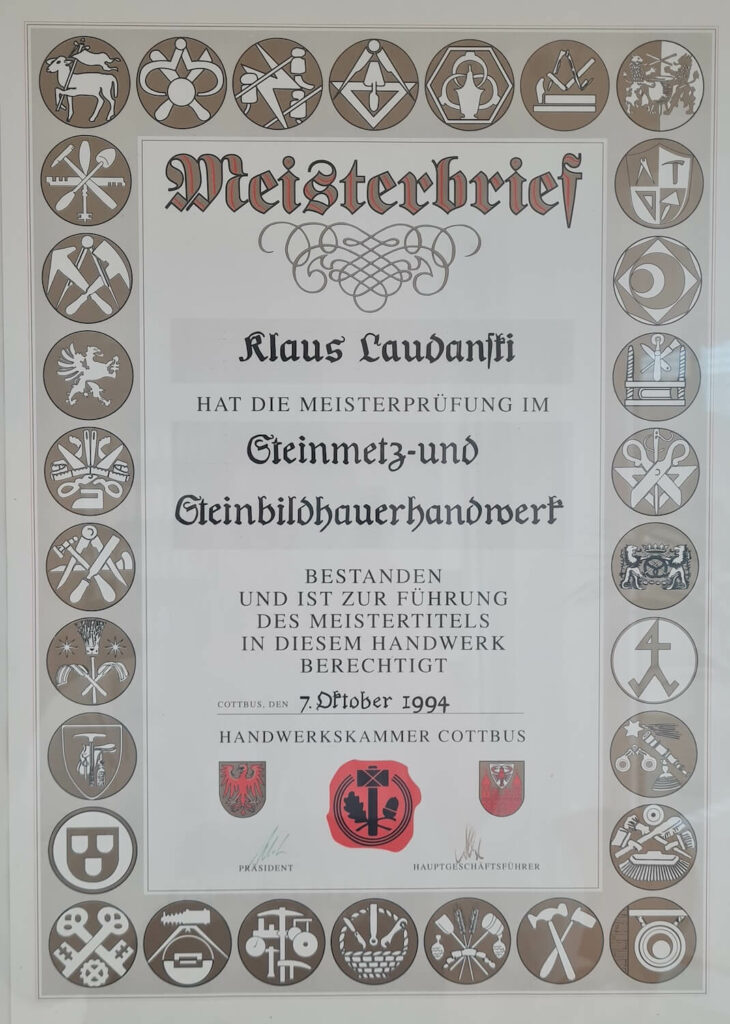 Meisterbrief
Klaus Laudanski
HAT DIE MEISTERPRÜFUNG IM
Steinmetz-und
Steinbildhauerhandwerk
BESTANDEN
UND IST ZUR FÜHRUNG
DES MEISTERTITELS
IN DIESEM HANDWERK
BERECHTIGT
COTTBUS, DEN 7. Oktober 1994
HANDWERKSKAMMER COTTBUS
PRÄSIDENT HAUPTGESCHÄFTSFÜHRER